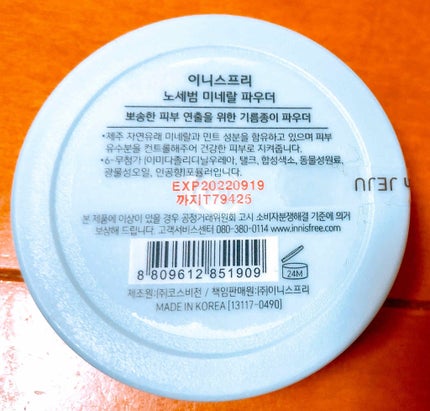 이니스프리
노세범 미네랄 파우더
뽀송한 피부 연출을 위한 기름종이 파우더
•제주 자연유래 미네랄과 민트 성분을 함유하고 있으며 피부
유수분을 컨트롤해주어 건강한 피부로 지켜줍니다.
•6-무첨가 (이미다졸리디닐우레아, 탤크, 합성색소, 동물성원료,
광물성오일, 인공향)포뮬러입니다.
EXP20220919
까지T79425
본 제품에 이상이 있을 경우 공정거래위원회 고시 소비자분쟁해결 기준에 의거
보상해 드립니다. 고객서비스센터 080-380-0114 www.innisfree.com
8 809612 851909
24M
제조원:(주)코스비전 / 책임판매원:(주)이니스프리
MADE IN KOREA [13117-0490]
JEJU